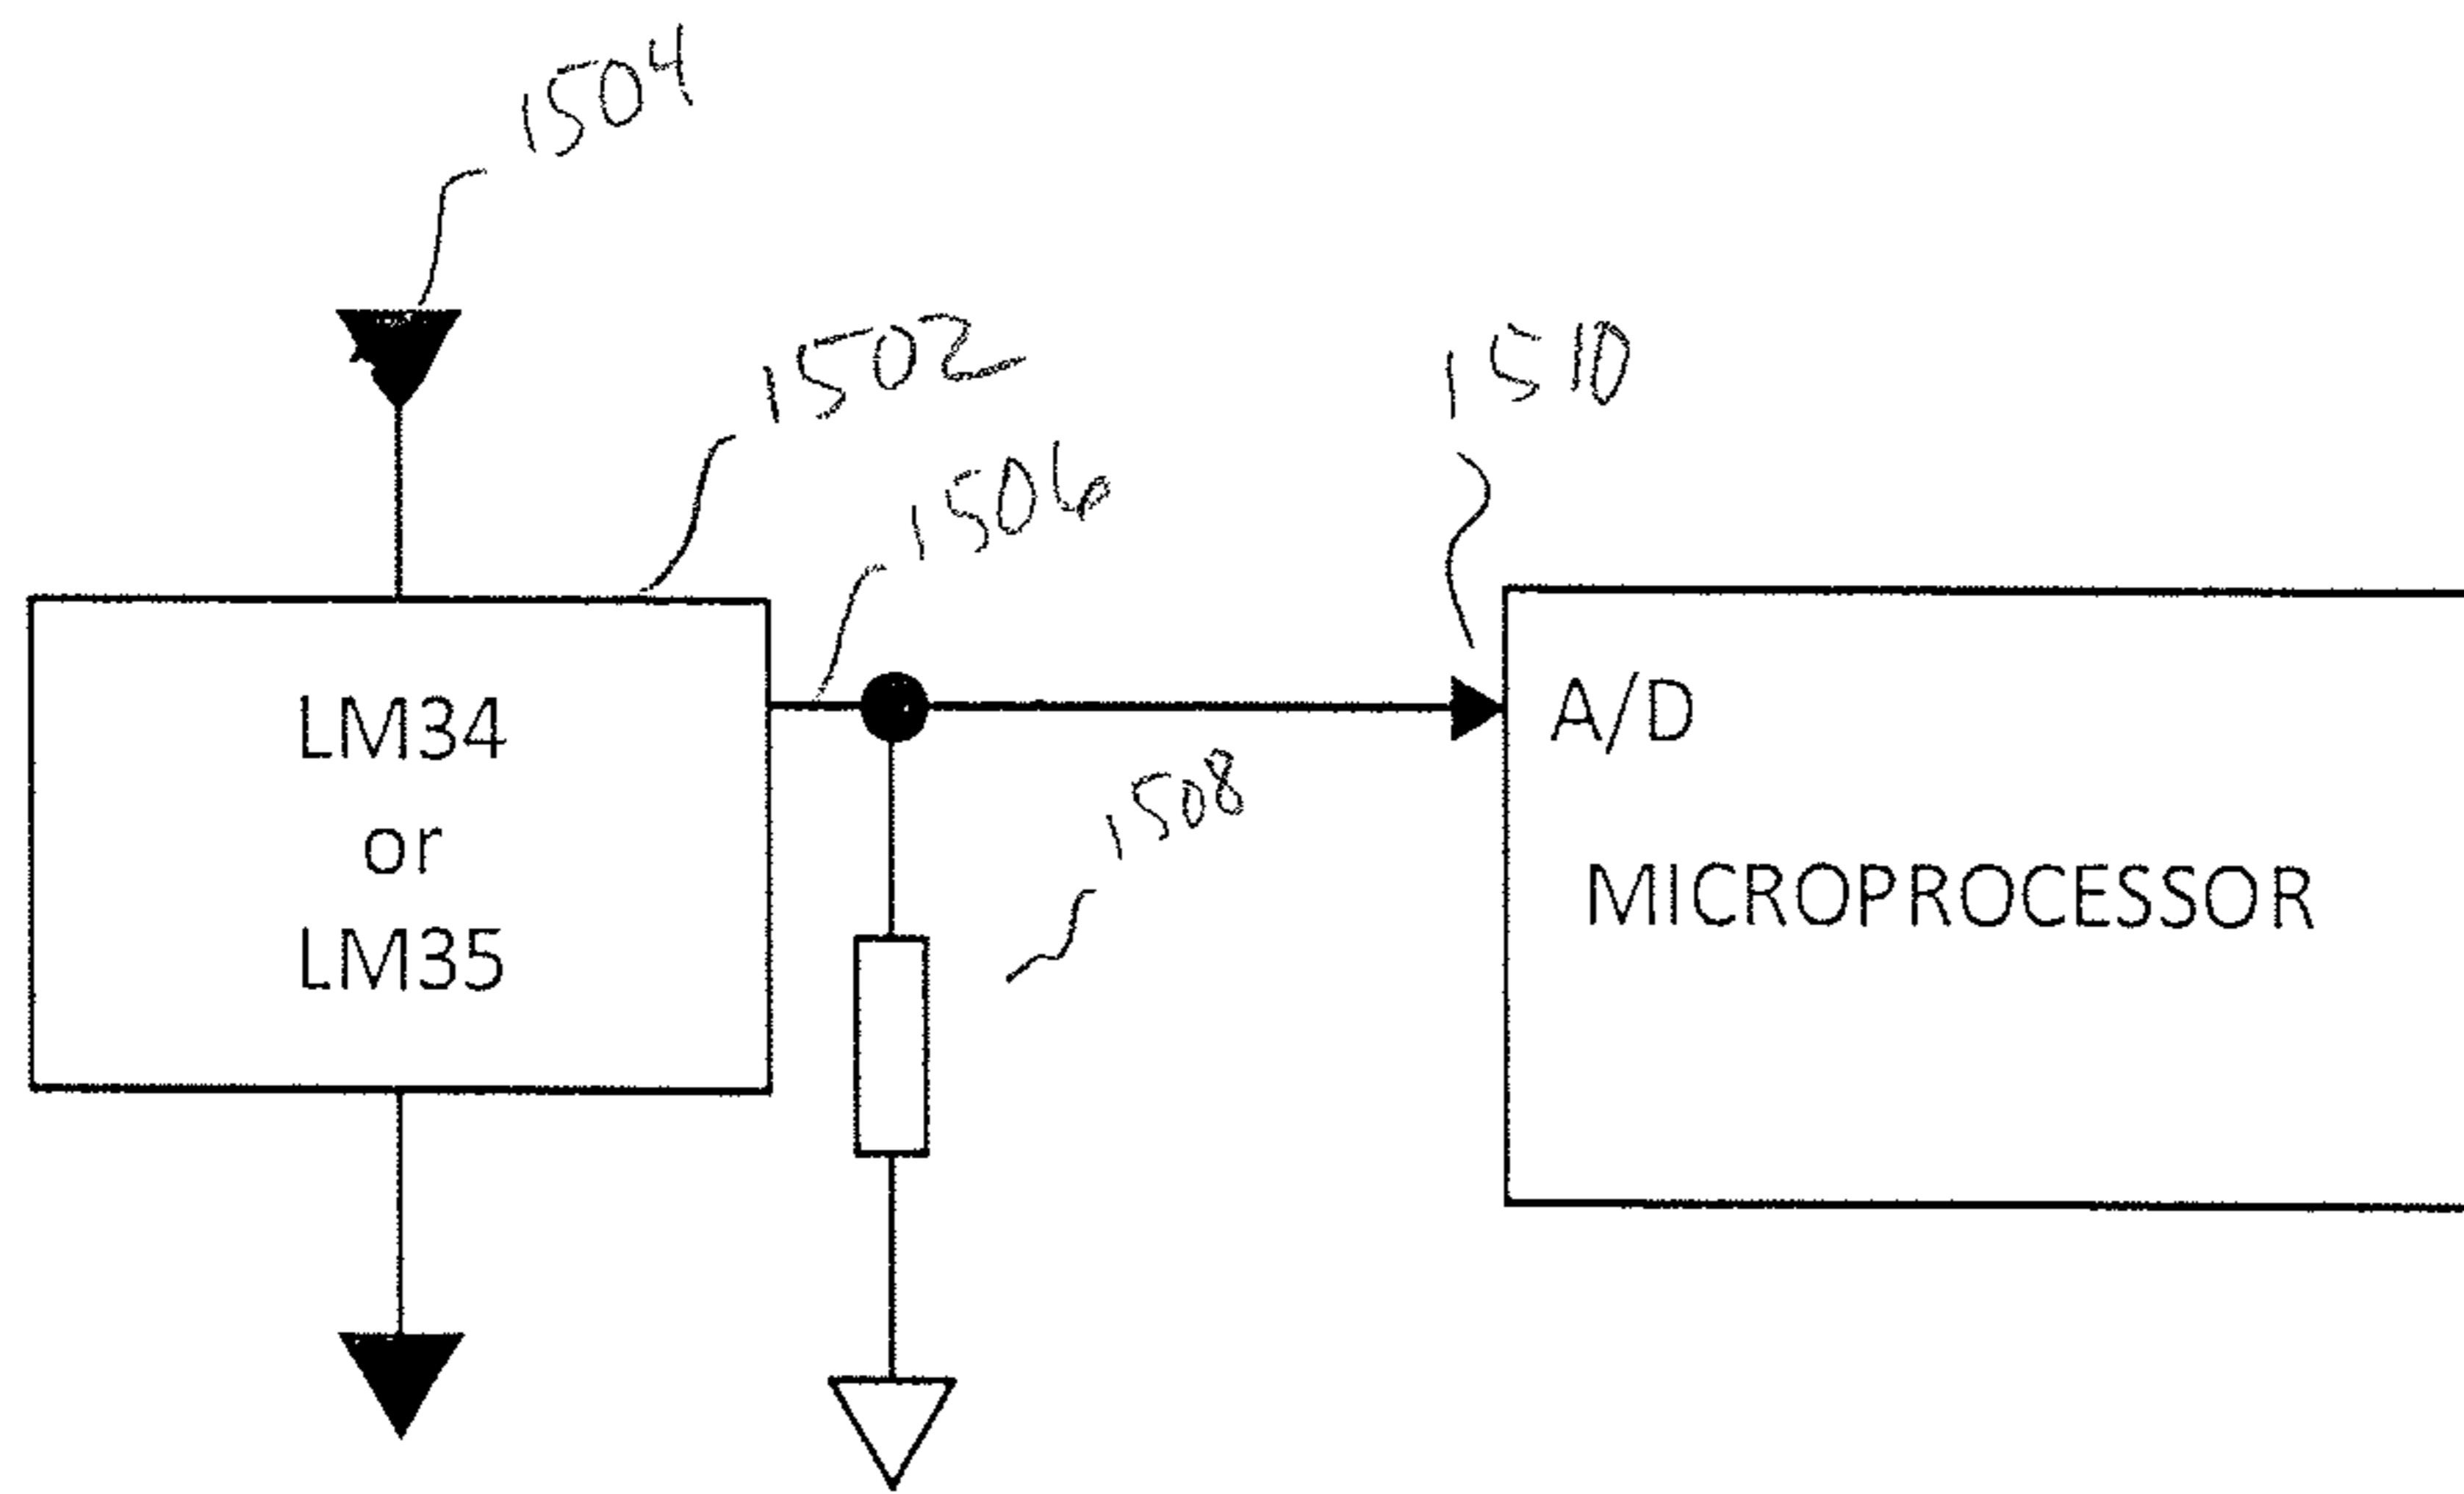 1504
1502
1506
1510
LM34
or
LM35
A/D
1508
MICROPROCESSOR